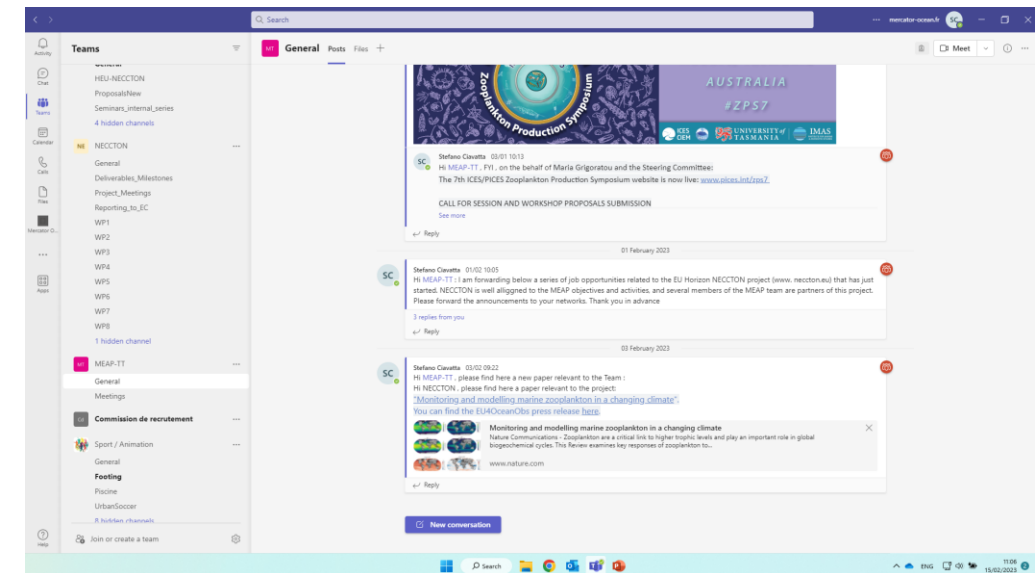 Search
mercator-ocean.fr
SC
Activity
Chat
Teams
Calendar
Calls
Files
Mercator O...
Apps
Help
Teams
General
HEU-NECCTON
ProposalsNew
Seminars_internal_series
4 hidden channels
NE NECCTON
General
Deliverables_Milestones
Project_Meetings
Reporting_to_EC
WP1
WP2
WP3
WP4
WP5
WP6
WP7
WP8
1 hidden channel
MT MEAP-TT
General
Meetings
Commission de recrutement
Sport / Animation
General
Footing
Piscine
UrbanSoccer
8 hidden channels
Join or create a team
MT General Posts Files
Meet
Zooplankton Production Symposium
AUSTRALIA
#ZPS7
ICES
CIEM
UNIVERSITY of
TASMANIA
IMAS
SC
Stefano Ciavatta 03/01 10:13
Hi MEAP-TT , FYI , on the behalf of Maria Grigoratou and the Steering Committee:
The 7th ICES/PICES Zooplankton Production Symposium website is now live: www.pices.int/zps7
CALL FOR SESSION AND WORKSHOP PROPOSALS SUBMISSION
See more
Reply
01 February 2023
SC
Stefano Ciavatta 01/02 10:05
Hi MEAP-TT : I am forwarding below a series of job opportunities related to the EU Horizon NECCTON project (www. neccton.eu) that has just
started. NECCTON is well alliggned to the MEAP objectives and activities, and several members of the MEAP team are partners of this project.
Please forward the announcements to your networks. Thank you in advance
3 replies from you
Reply
03 February 2023
SC
Stefano Ciavatta 03/02 09:22
Hi MEAP-TT , please find here a new paper relevant to the Team :
Hi NECCTON , please find here a paper relevant to the project:
"Monitoring and modelling marine zooplankton in a changing climate".
You can find the EU4OceanObs press release here.
Monitoring and modelling marine zooplankton in a changing climate
Nature Communications - Zooplankton are a critical link to higher trophic levels and play an important role in global
biogeochemical cycles. This Review examines key responses of zooplankton to...
www.nature.com
Reply
New conversation
Search
ENG
11:06
15/02/2023